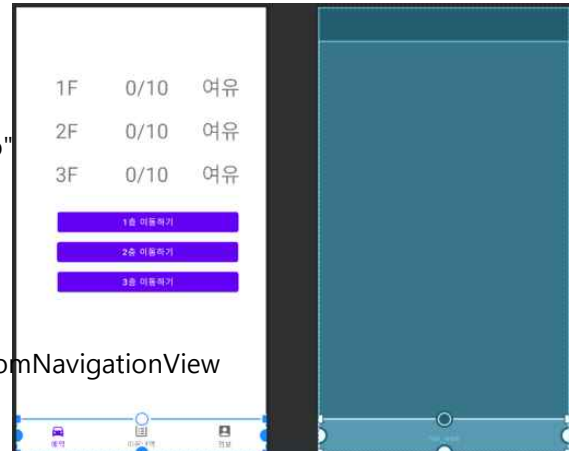 1F 0/10 여유
2F 0/10 여유
"
3F 0/10 여유
1층 이동하기
2층 이동하기
3층 이동하기
omNavigationView
예약
정보